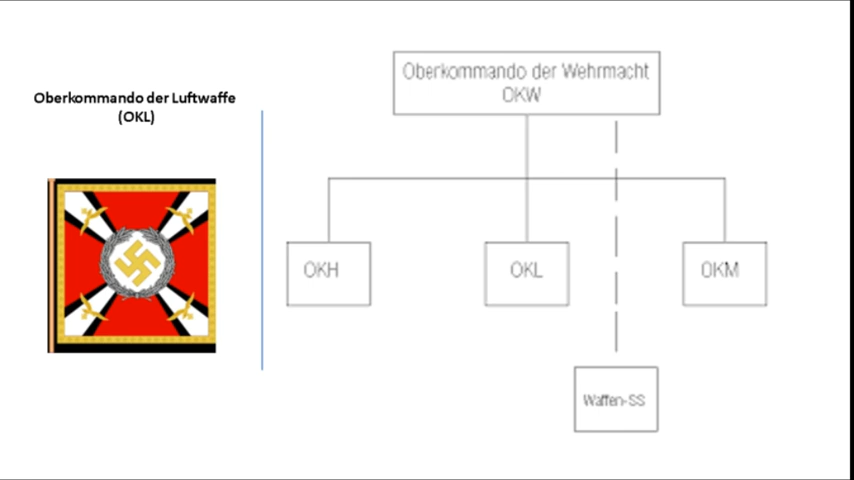 Oberkommando der Luftwaffe
(OKL)
Oberkommando der Wehrmacht
OKW
OKH
OKL
OKM
Waffen-SS